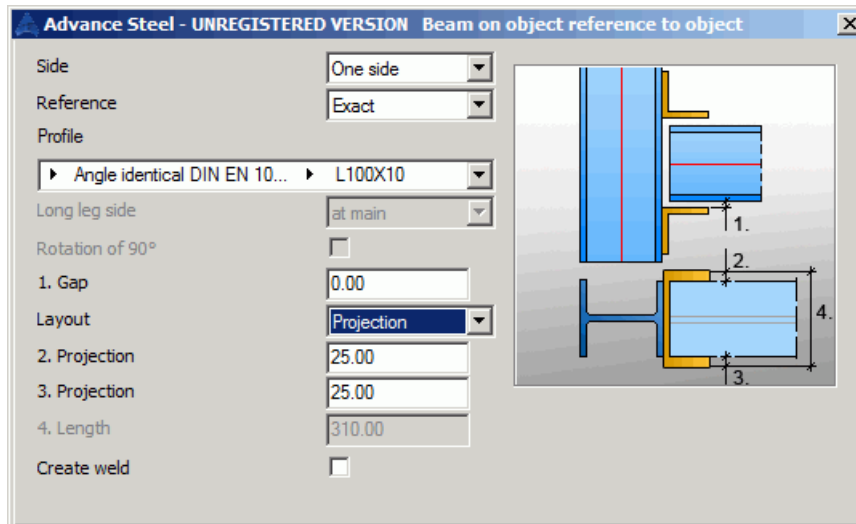 Advance Steel - UNREGISTERED VERSION Beam on object reference to object
Side One side
Reference Exact
Profile
Angle identical DIN EN 10... L100X10
Long leg side at main
Rotation of 90°
1. Gap 0.00
Layout Projection
2. Projection 25.00
3. Projection 25.00
4. Length 310.00
Create weld
1.
2.
4.
3.